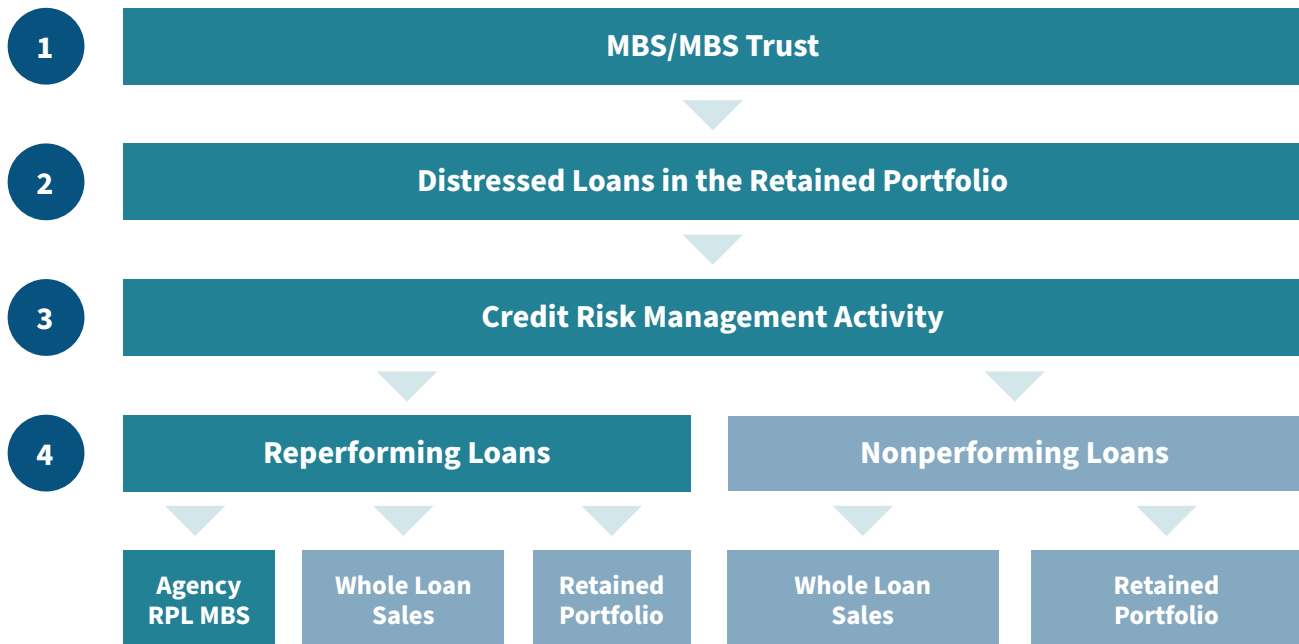 1
MBS/MBS Trust
2
Distressed Loans in the Retained Portfolio
3
Credit Risk Management Activity
4
Reperforming Loans
Nonperforming Loans
Agency
RPL MBS
Whole Loan
Sales
Retained
Portfolio
Whole Loan
Sales
Retained
Portfolio